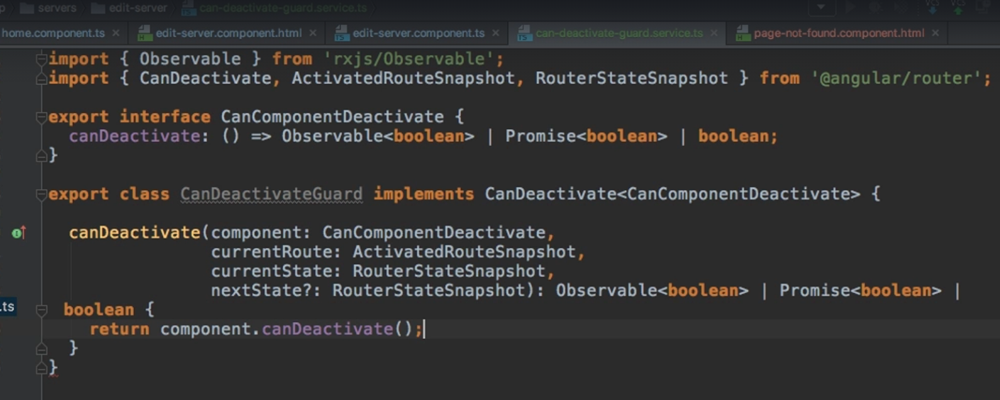 servers edit-server can-deactivate-guard.service.ts
home.component.ts edit-server.component.html edit-server.component.ts can-deactivate-guard.service.ts page-not-found.component.html
import { Observable } from 'rxjs/Observable';
import { CanDeactivate, ActivatedRouteSnapshot, RouterStateSnapshot } from '@angular/router';
export interface CanComponentDeactivate {
canDeactivate: () => Observable<boolean> | Promise<boolean> | boolean;
}
export class CanDeactivateGuard implements CanDeactivate<CanComponentDeactivate> {
canDeactivate(component: CanComponentDeactivate,
currentRoute: ActivatedRouteSnapshot,
currentState: RouterStateSnapshot,
nextState?: RouterStateSnapshot): Observable<boolean> | Promise<boolean> |
.ts
boolean {
return component.canDeactivate();
}
}